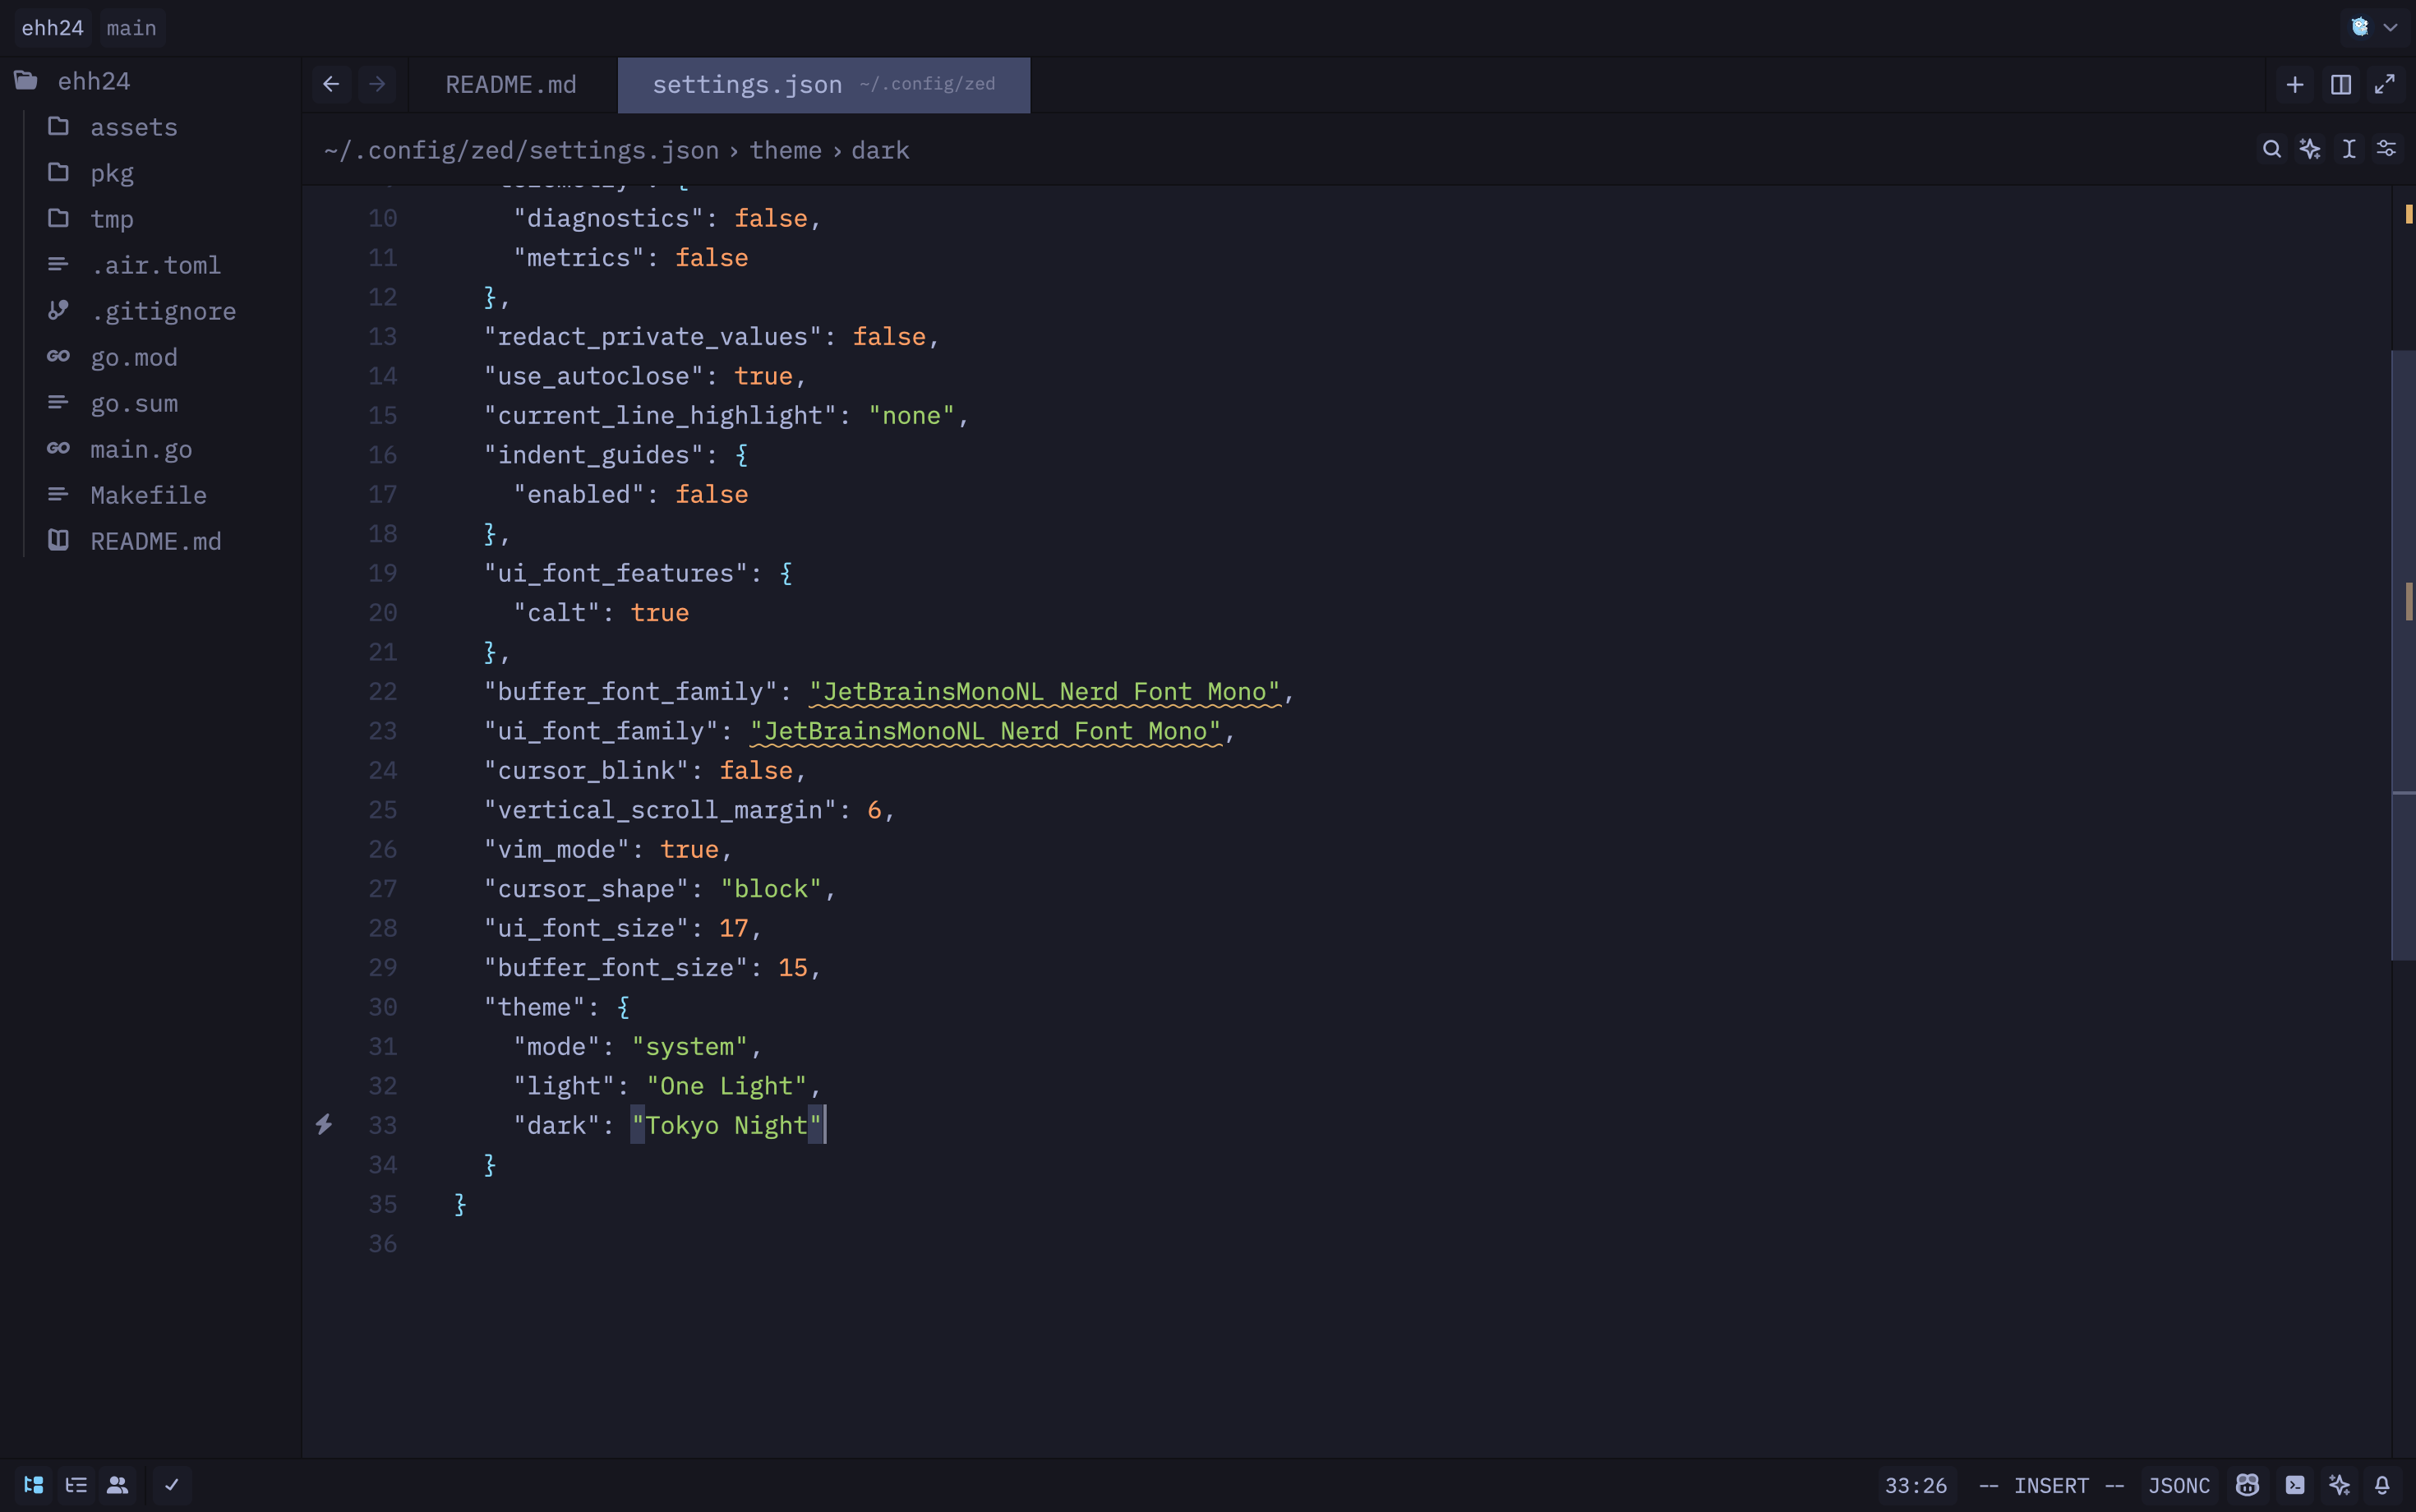 ehh24 main
ehh24
assets
pkg
tmp
.air.toml
.gitignore
go.mod
go.sum
main.go
Makefile
README.md
README.md settings.json ~/.config/zed
~/.config/zed/settings.json › theme › dark
10 "diagnostics": false,
11 "metrics": false
12 },
13 "redact_private_values": false,
14 "use_autoclose": true,
15 "current_line_highlight": "none",
16 "indent_guides": {
17 "enabled": false
18 },
19 "ui_font_features": {
20 "calt": true
21 },
22 "buffer_font_family": "JetBrainsMonoNL Nerd Font Mono",
23 "ui_font_family": "JetBrainsMonoNL Nerd Font Mono",
24 "cursor_blink": false,
25 "vertical_scroll_margin": 6,
26 "vim_mode": true,
27 "cursor_shape": "block",
28 "ui_font_size": 17,
29 "buffer_font_size": 15,
30 "theme": {
31 "mode": "system",
32 "light": "One Light",
33 "dark": "Tokyo Night"
34 }
35 }
36
33:26 -- INSERT -- JSONC